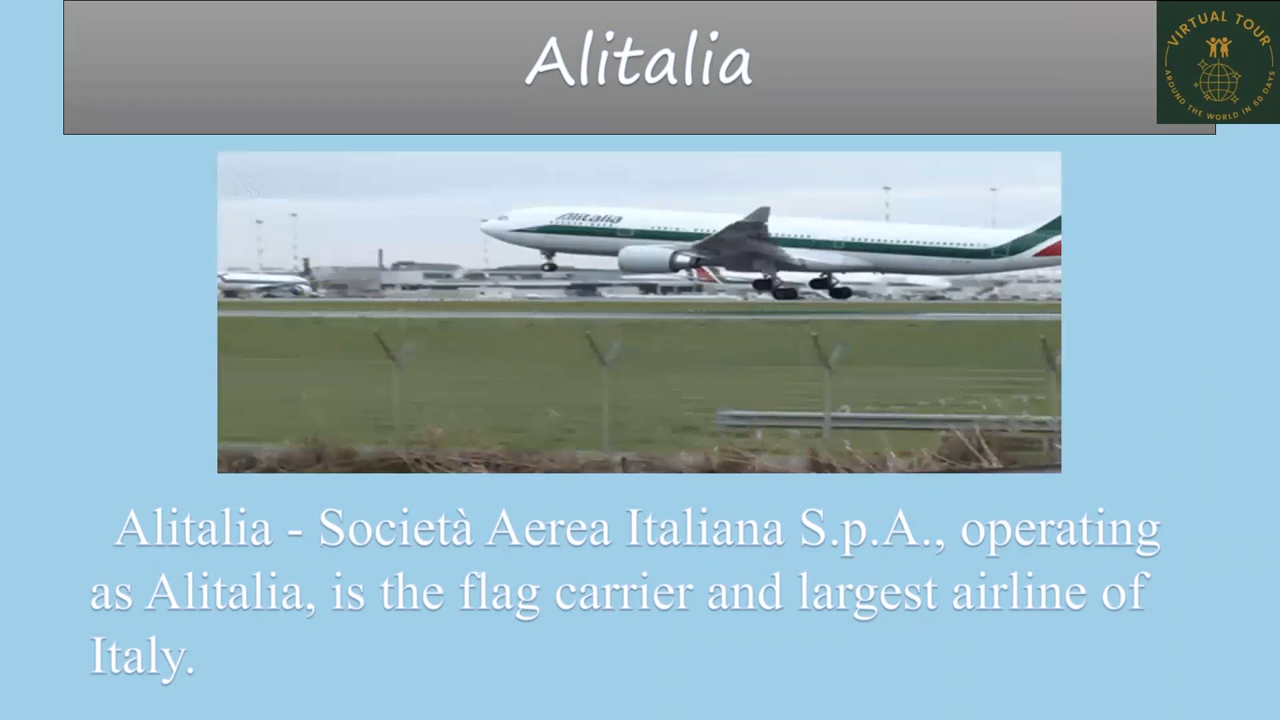 Alitalia
VIRTUAL TOUR
AROUND THE WORLD IN 60 DAYS
Alitalia
Alitalia - Società Aerea Italiana S.p.A., operating
as Alitalia, is the flag carrier and largest airline of
Italy.